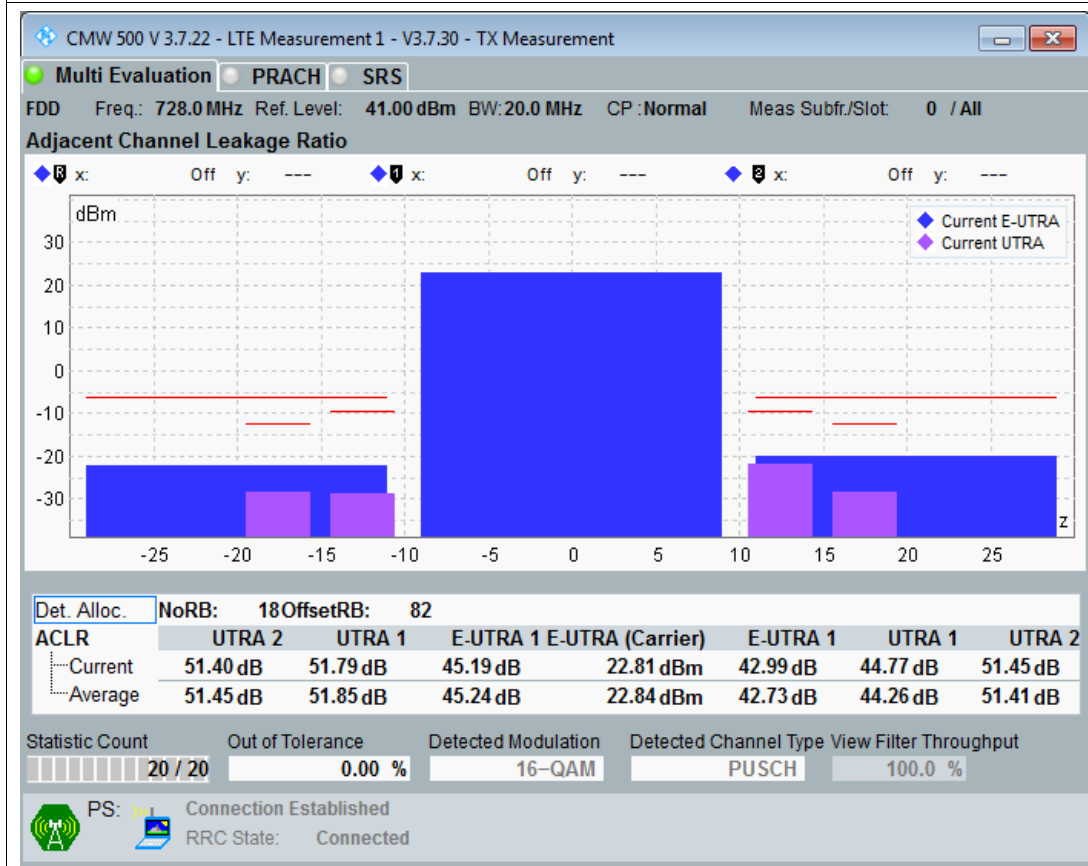 CMW 500 V 3.7.22 - LTE Measurement 1 - V3.7.30 - TX Measurement
Multi Evaluation PRACH SRS
FDD Freq.: 728.0 MHz Ref. Level: 41.00 dBm BW: 20.0 MHz CP : Normal Meas Subfr./Slot: 0 / All
Adjacent Channel Leakage Ratio
R x: Off y: --- 1 x: Off y: --- 2 x: Off y: ---
dBm
Current E-UTRA
Current UTRA
30
20
10
0
-10
-20
-30
z
-25 -20 -15 -10 -5 0 5 10 15 20 25
Det. Alloc. NoRB: 18 OffsetRB: 82
ACLR UTRA 2 UTRA 1 E-UTRA 1 E-UTRA (Carrier) E-UTRA 1 UTRA 1 UTRA 2
Current 51.40 dB 51.79 dB 45.19 dB 22.81 dBm 42.99 dB 44.77 dB 51.45 dB
Average 51.45 dB 51.85 dB 45.24 dB 22.84 dBm 42.73 dB 44.26 dB 51.41 dB
Statistic Count Out of Tolerance Detected Modulation Detected Channel Type View Filter Throughput
20 / 20 0.00 % 16-QAM PUSCH 100.0 %
PS: Connection Established
RRC State: Connected